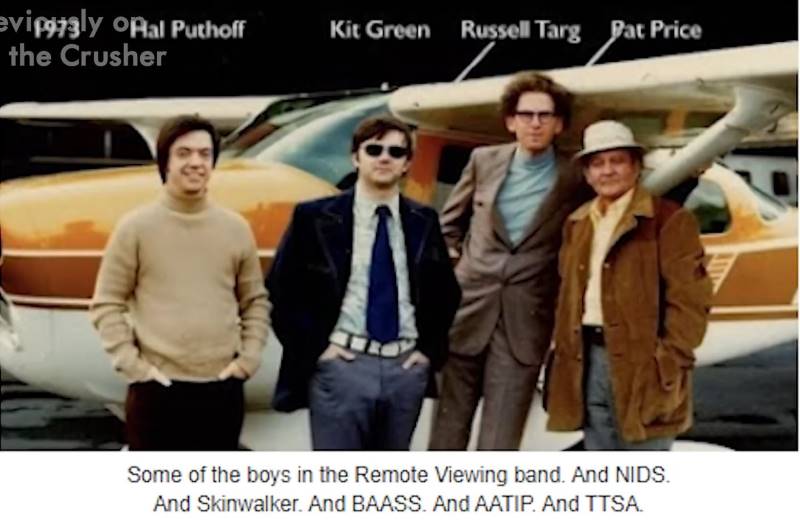 eviously on
1973 Hal Puthoff Kit Green Russell Targ Pat Price
the Crusher
Some of the boys in the Remote Viewing band. And NIDS.
And Skinwalker. And BAASS. And AATIP. And TTSA.